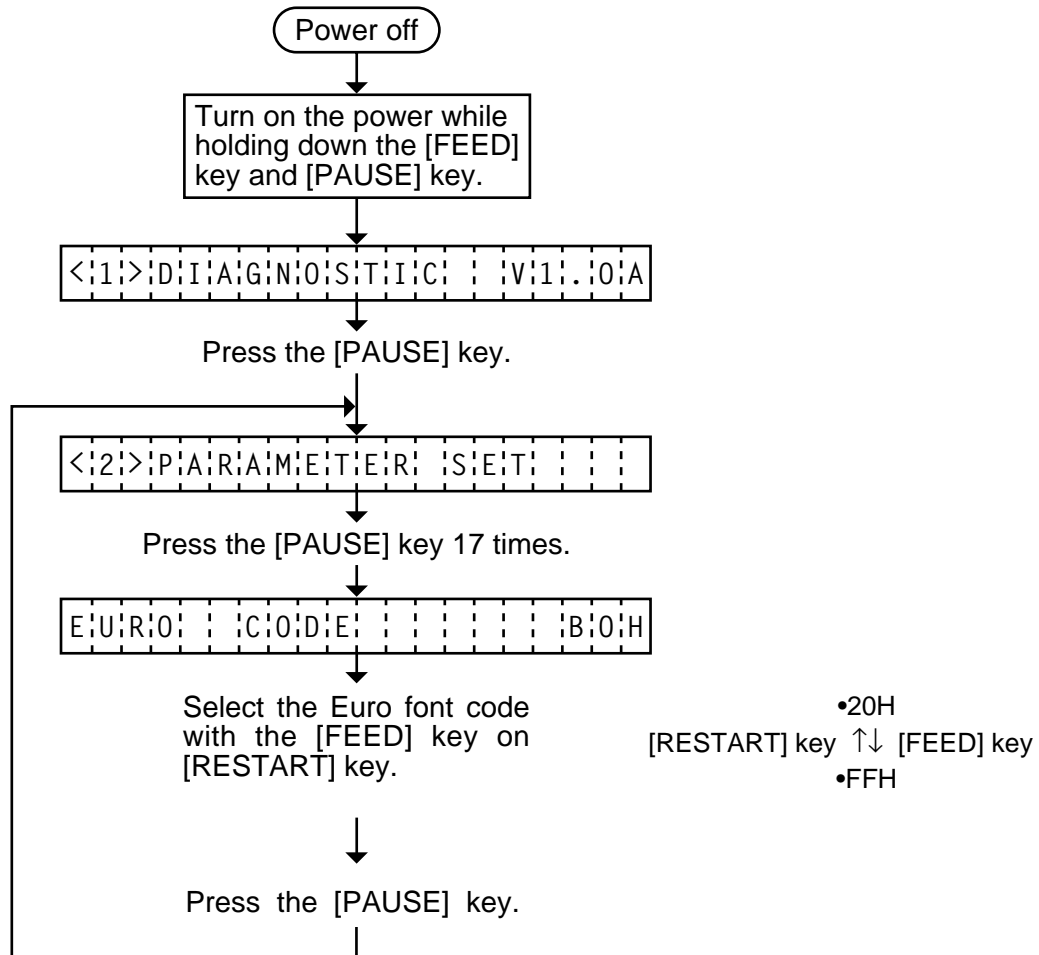 Power off
Turn on the power while
holding down the [FEED]
key and [PAUSE] key.
<1>DIAGNOSTIC  V1.0A
Press the [PAUSE] key.
<2>PARAMETER SET
Press the [PAUSE] key 17 times.
EURO  CODE       B0H
Select the Euro font code
with the [FEED] key on
[RESTART] key.
•20H
[RESTART] key ↑↓ [FEED] key
•FFH
Press the [PAUSE] key.